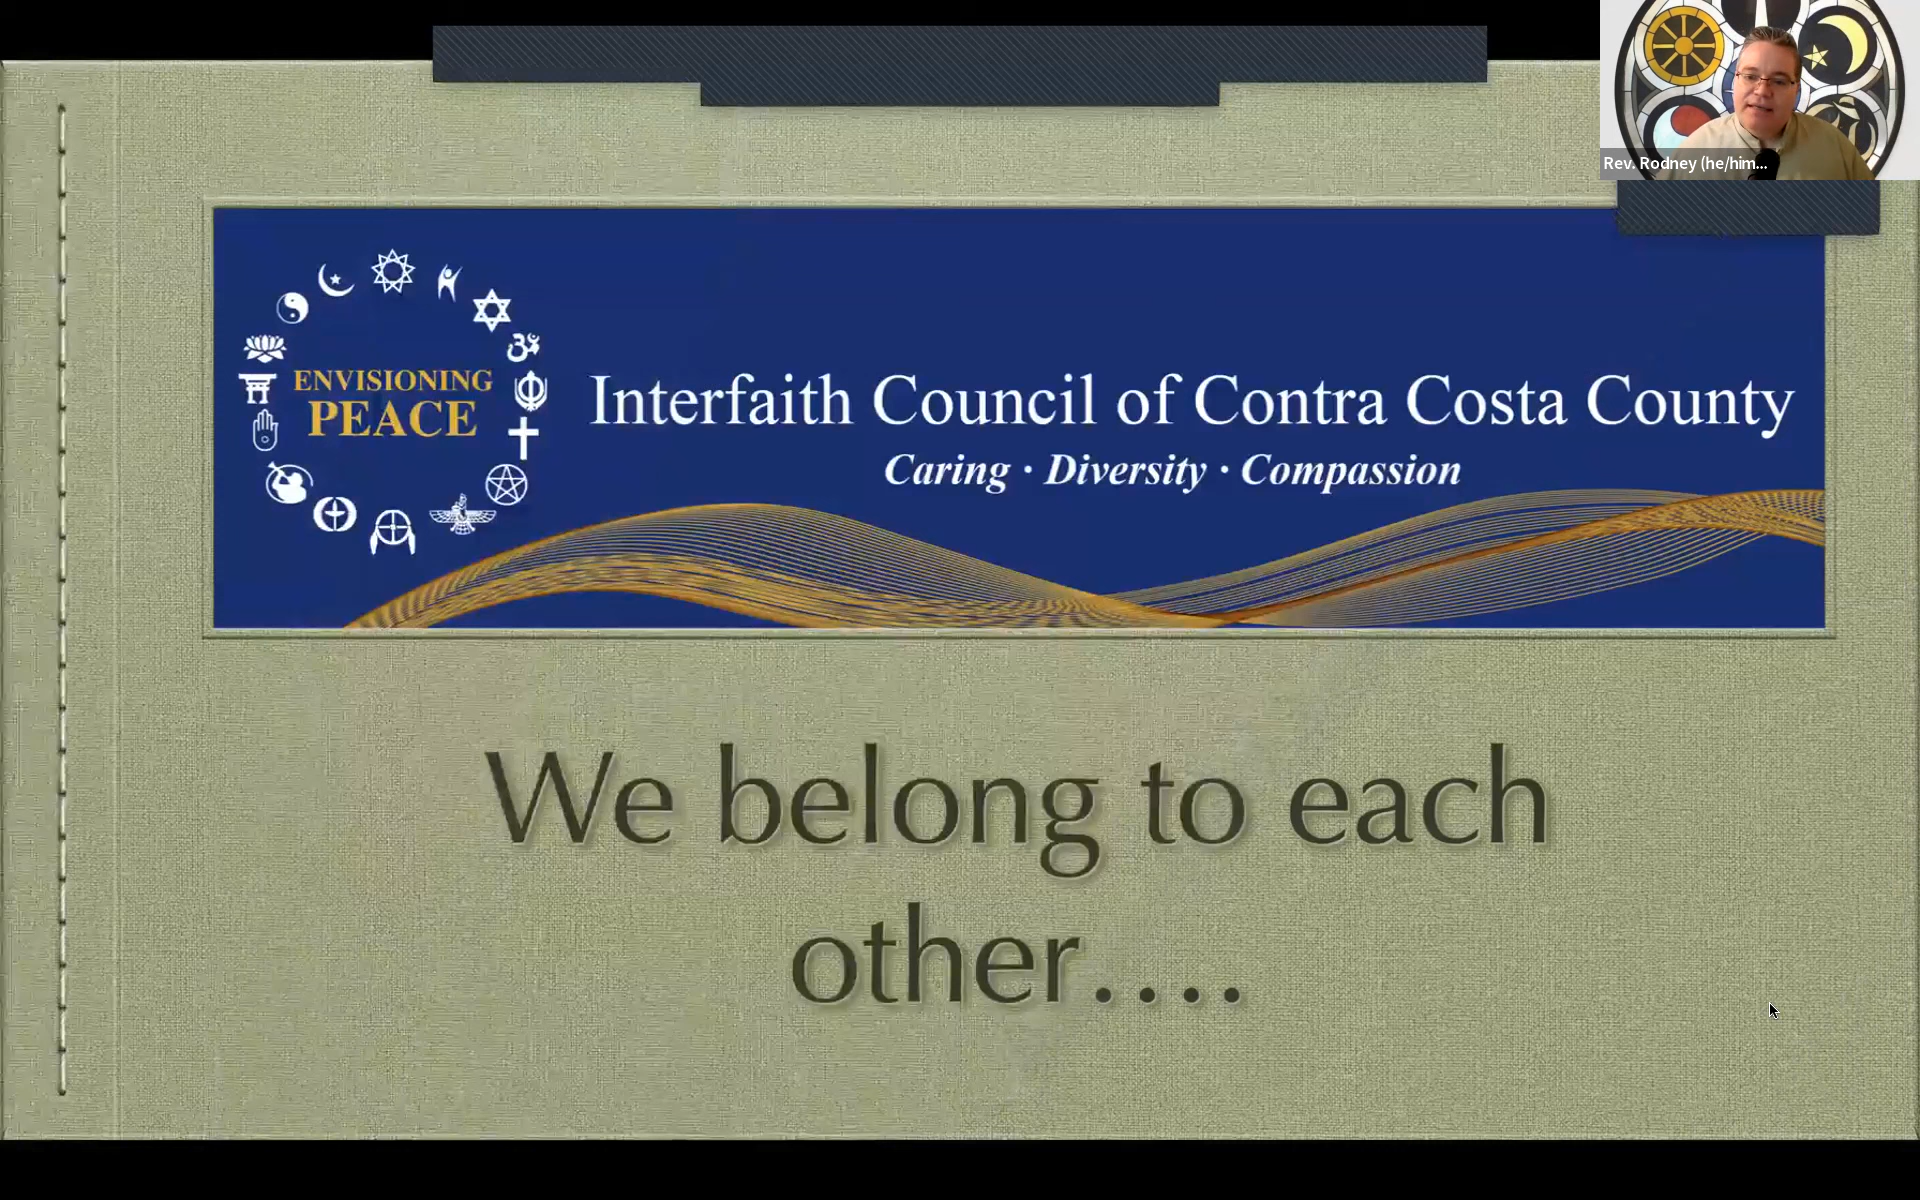 Rev. Rodney (he/him...
ENVISIONING
PEACE
Interfaith Council of Contra Costa County
Caring · Diversity · Compassion
We belong to each
other....